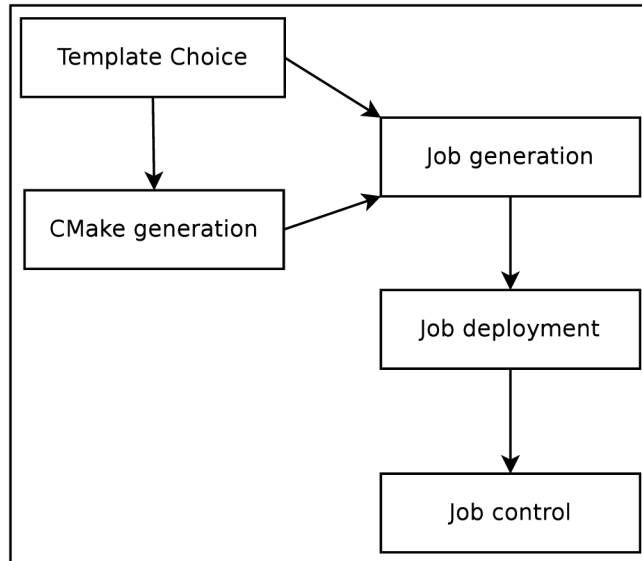 Template Choice
Job generation
CMake generation
Job deployment
Job control